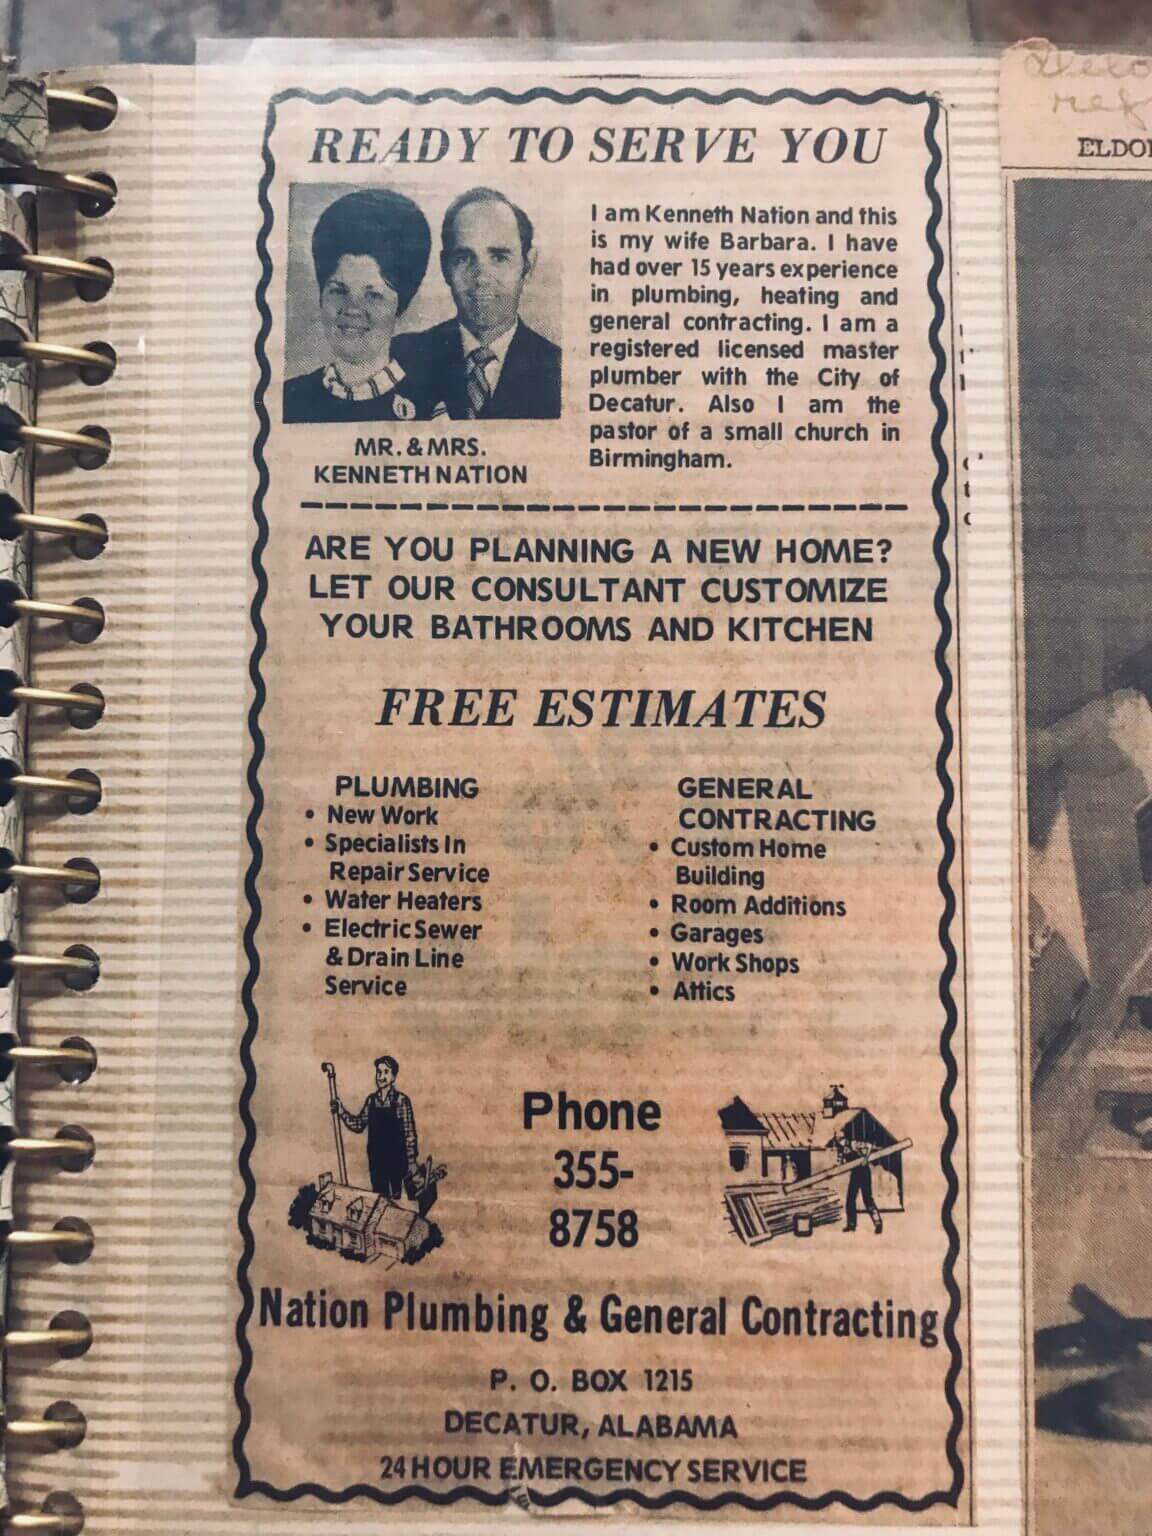 READY TO SERVE YOU
I am Kenneth Nation and this
is my wife Barbara. I have
had over 15 years experience
in plumbing, heating and
general contracting. I am a
registered licensed master
plumber with the City of
Decatur. Also I am the
pastor of a small church in
Birmingham.
MR. & MRS.
KENNETH NATION
ARE YOU PLANNING A NEW HOME?
LET OUR CONSULTANT CUSTOMIZE
YOUR BATHROOMS AND KITCHEN
FREE ESTIMATES
PLUMBING
• New Work
• Specialists In
Repair Service
• Water Heaters
• Electric Sewer
& Drain Line
Service
GENERAL
CONTRACTING
• Custom Home
Building
• Room Additions
• Garages
• Work Shops
• Attics
Phone
355-
8758
Nation Plumbing & General Contracting
P. O. BOX 1215
DECATUR, ALABAMA
24 HOUR EMERGENCY SERVICE